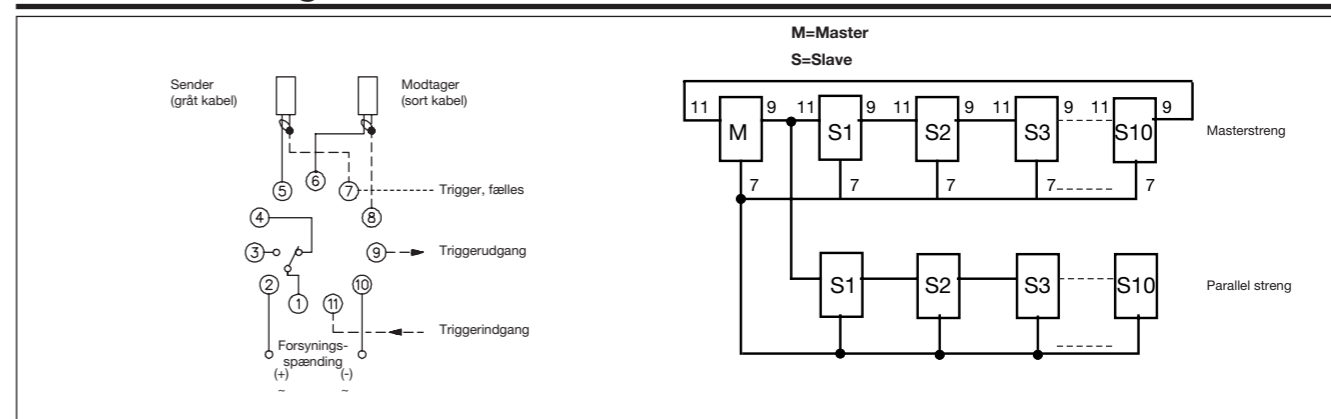 M=Master
S=Slave
Sender
(gråt kabel)
Modtager
(sort kabel)
5
6
7
Trigger, fælles
8
4
3
9
Triggerudgang
2
1
11
10
Triggerindgang
Forsynings-
spænding
(+)
(-)
~
~
11 M 9 11 S1 9 11 S2 9 11 S3 9 11 S10 9
Masterstreng
7 7 7 7 7
S1 S2 S3 S10
Parallel streng